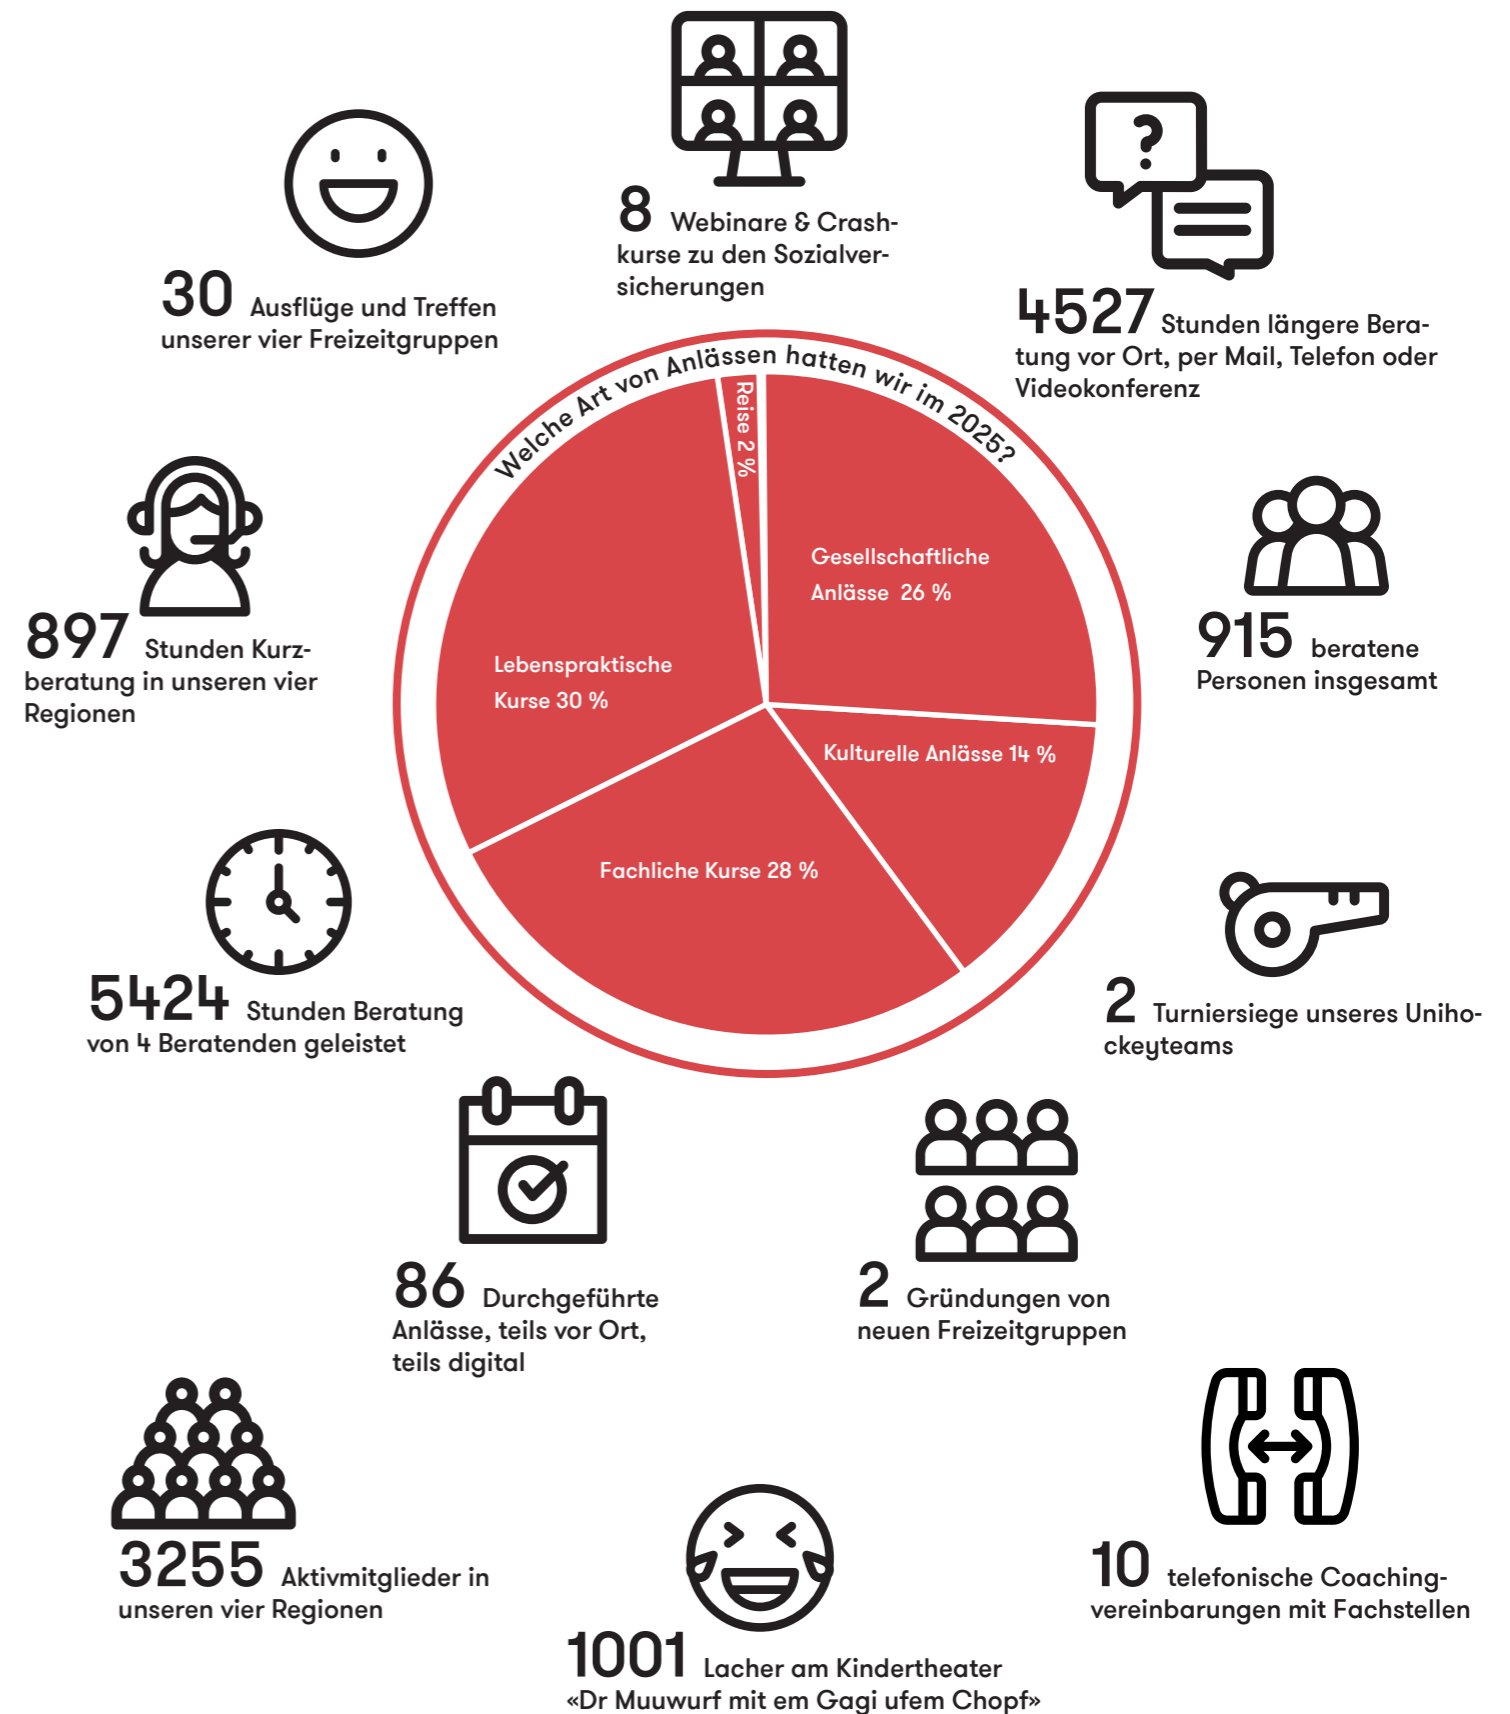 8 Webinare & Crash-
kurse zu den Sozialver-
sicherungen
30 Ausflüge und Treffen
unserer vier Freizeitgruppen
?
4527 Stunden längere Bera-
tung vor Ort, per Mail, Telefon oder
Videokonferenz
Welche Art von Anlässen hatten wir im 2025?
Reise 2 %
Gesellschaftliche
Anlässe 26 %
Lebenspraktische
Kurse 30 %
Kulturelle Anlässe 14 %
Fachliche Kurse 28 %
897 Stunden Kurz-
beratung in unseren vier
Regionen
915 beratene
Personen insgesamt
5424 Stunden Beratung
von 4 Beratenden geleistet
2 Turniersiege unseres Uniho-
ckeyteams
86 Durchgeführte
Anlässe, teils vor Ort,
teils digital
2 Gründungen von
neuen Freizeitgruppen
3255 Aktivmitglieder in
unseren vier Regionen
10 telefonische Coaching-
vereinbarungen mit Fachstellen
1001 Lacher am Kindertheater
«Dr Muuwurf mit em Gagi ufem Chopf»